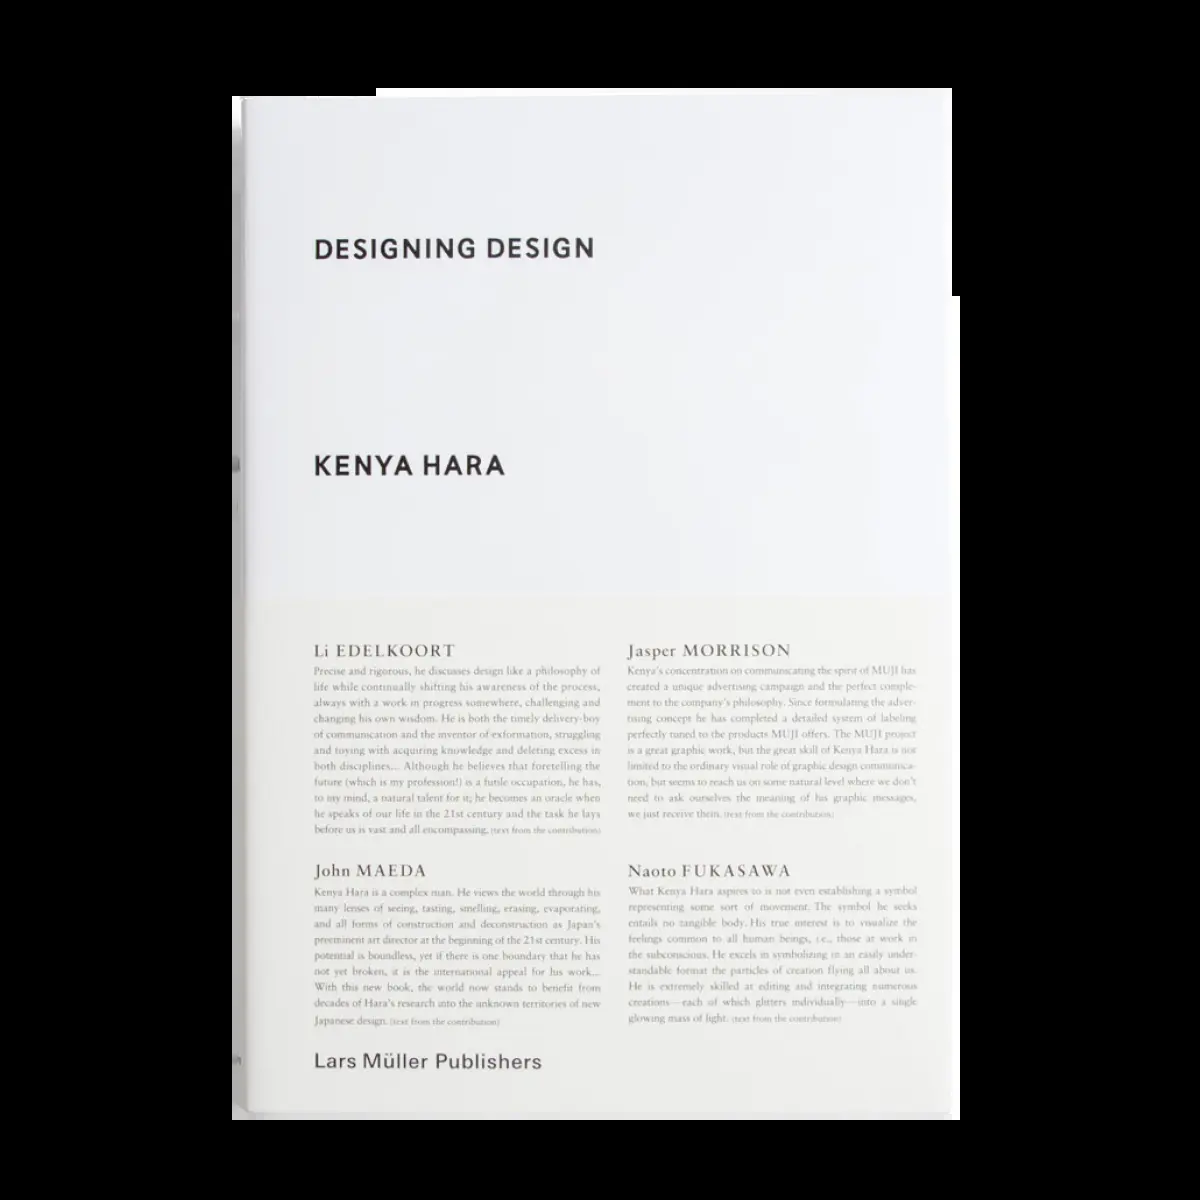 DESIGNING DESIGN
KENYA HARA
Li EDELKOORT
Precise and rigorous, he discusses design like a philosophy of
life while continually shifting his awareness of the process,
always with a work in progress somewhere, challenging and
changing his own wisdom. He is both the timely delivery-boy
of communication and the inventor of exformation, struggling
and toying with acquiring knowledge and deleting excess in
both disciplines... Although he believes that foretelling the
future (which is my profession!) is a futile occupation, he has,
to my mind, a natural talent for it; he becomes an oracle when
he speaks of our life in the 21st century and the task he lays
before us is vast and all encompassing. (text from the contribution)
Jasper MORRISON
Kenya's concentration on communicating the spirit of MUJI has
created a unique advertising campaign and the perfect comple-
ment to the company's philosophy. Since formulating the adver-
tising concept he has completed a detailed system of labeling
perfectly tuned to the products MUJI offers. The MUJI project
is a great graphic work, but the great skill of Kenya Hara is not
limited to the ordinary visual role of graphic design communica-
tion, but seems to reach us on some natural level where we don't
need to ask ourselves the meaning of his graphic messages,
we just receive them. (text from the contribution)
John MAEDA
Kenya Hara is a complex man. He views the world through his
many lenses of seeing, tasting, smelling, erasing, evaporating,
and all forms of construction and deconstruction as Japan's
preeminent art director at the beginning of the 21st century. His
potential is boundless, yet if there is one boundary that he has
not yet broken, it is the international appeal for his work...
With this new book, the world now stands to benefit from
decades of Hara's research into the unknown territories of new
Japanese design. (text from the contribution)
Naoto FUKASAWA
What Kenya Hara aspires to is not even establishing a symbol
representing some sort of movement. The symbol he seeks
entails no tangible body. His true interest is to visualize the
feelings common to all human beings, i.e., those at work in
the subconscious. He excels in symbolizing in an easily under-
standable format the particles of creation flying all about us.
He is extremely skilled at editing and integrating numerous
creations—each of which glitters individually—into a single
glowing mass of light. (text from the contribution)
Lars Müller Publishers